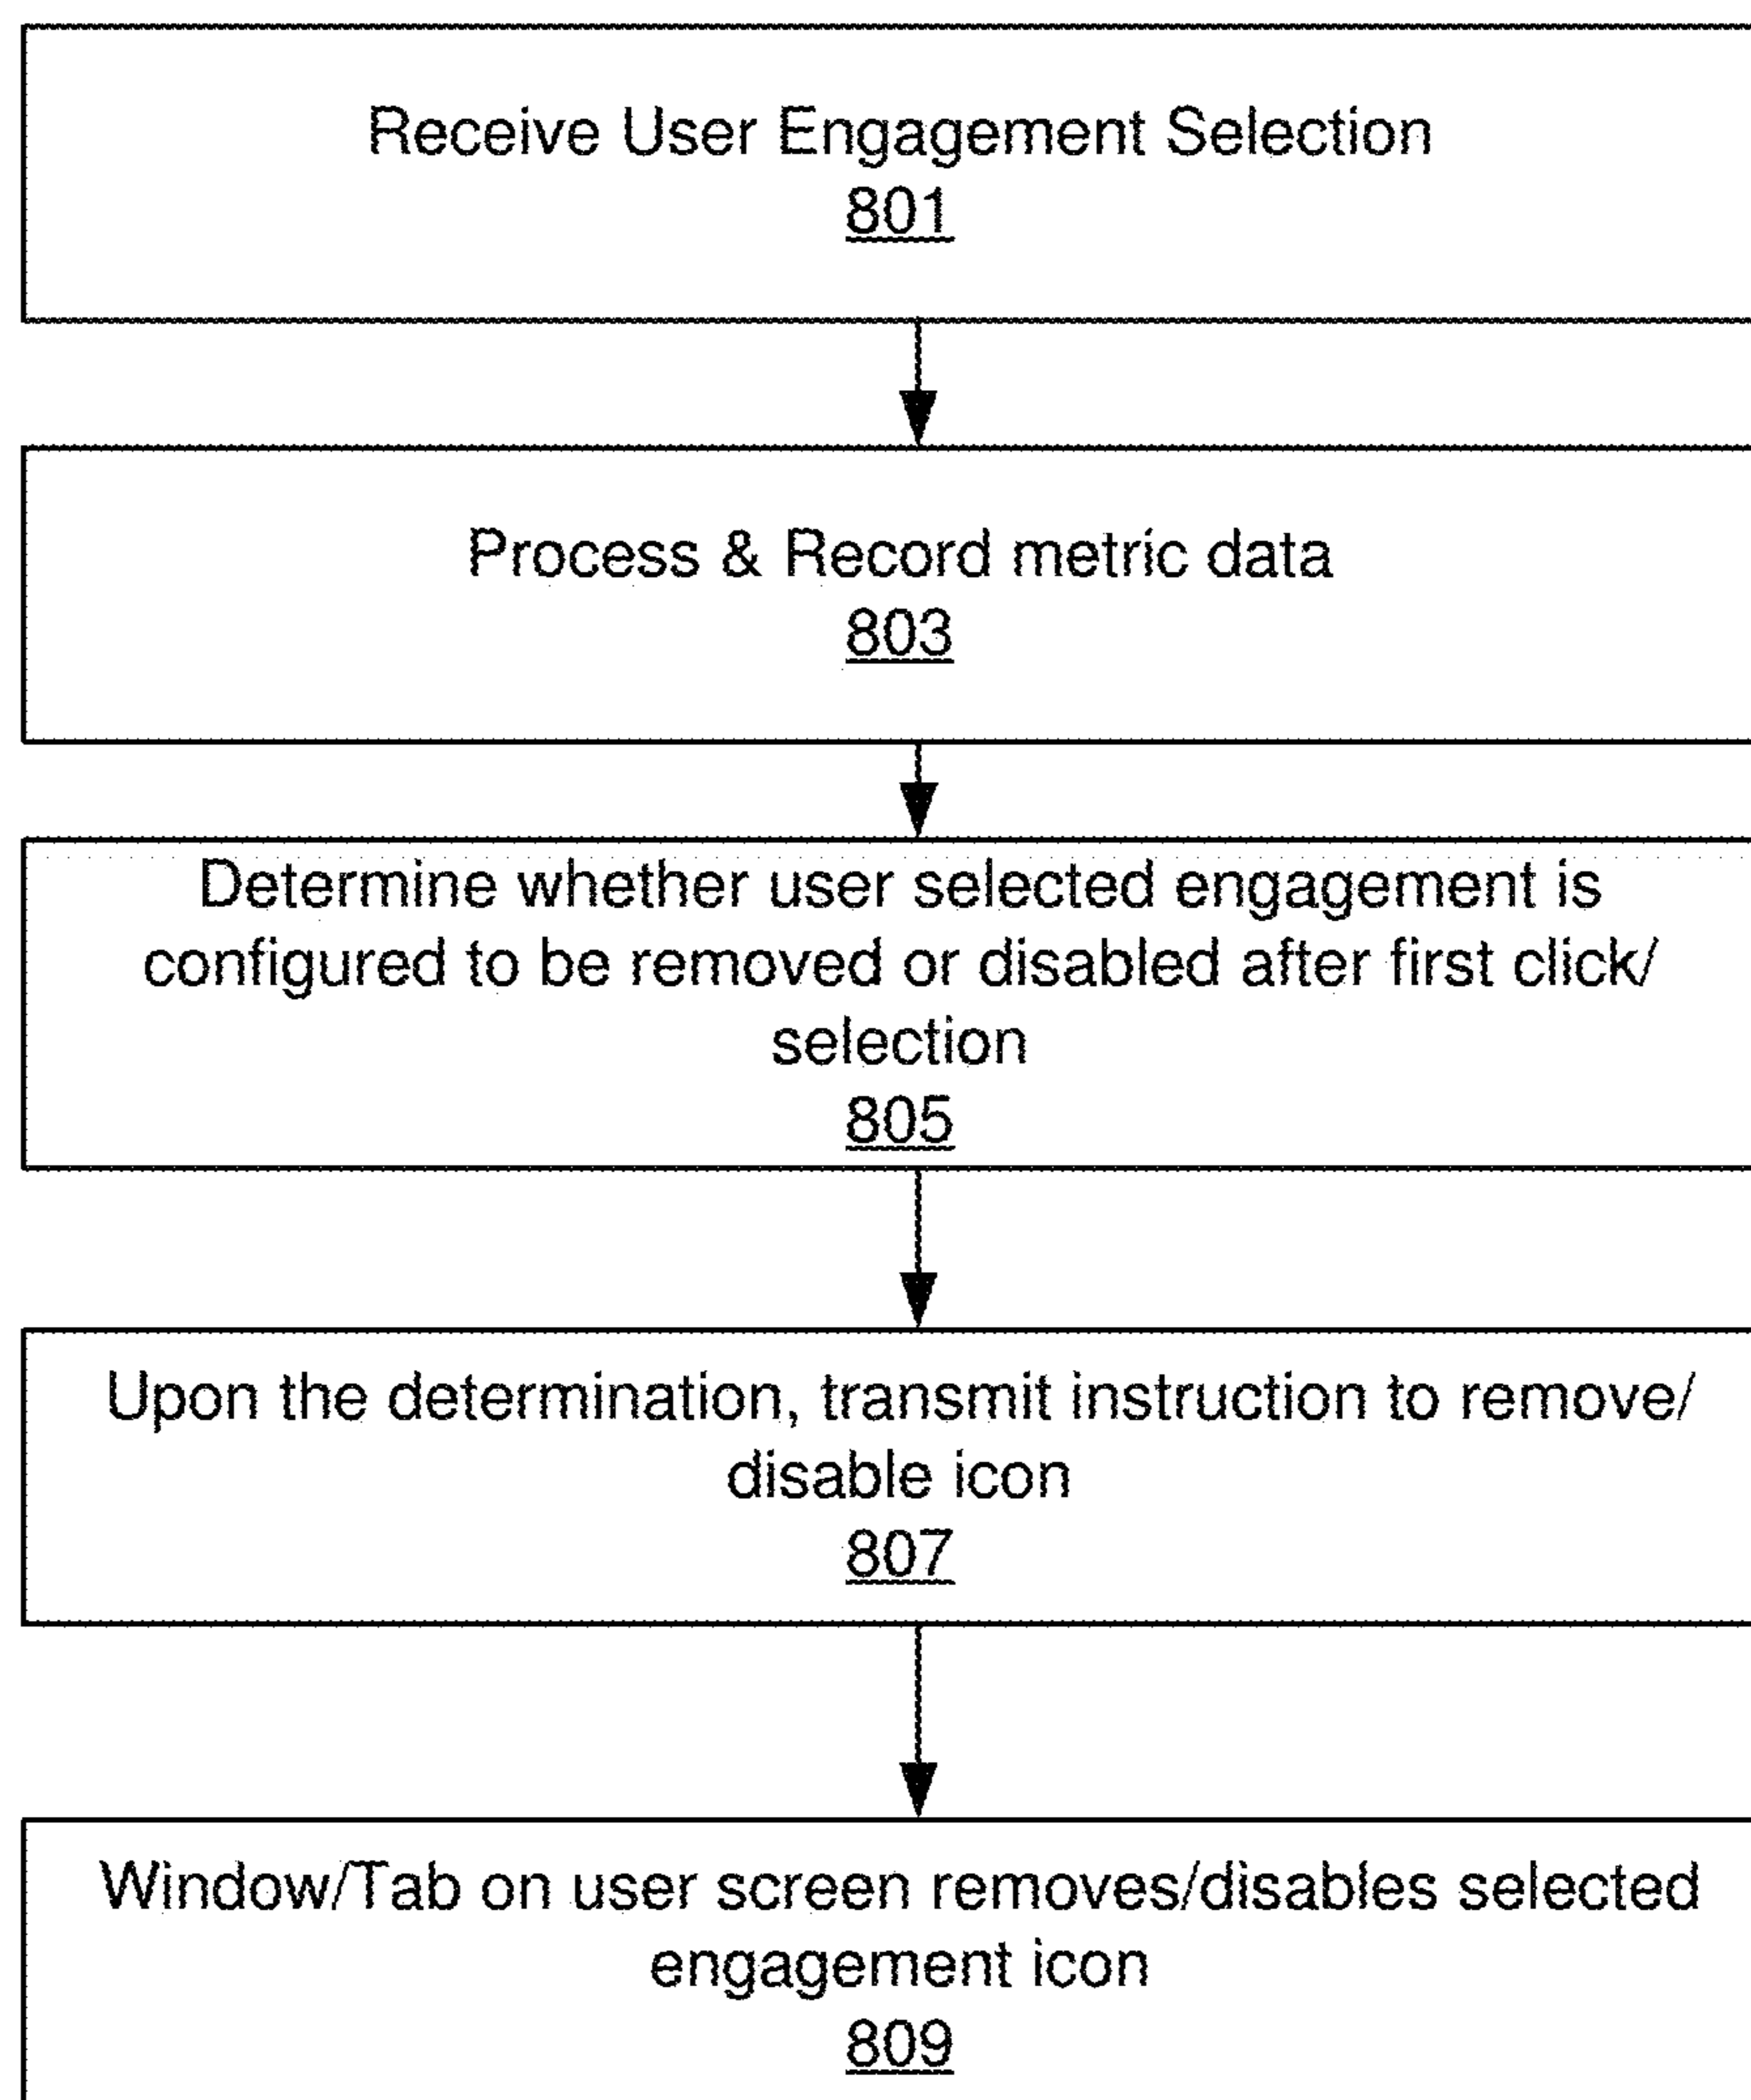 Receive User Engagement Selection
801
Process & Record metric data
803
Determine whether user selected engagement is
configured to be removed or disabled after first click/
selection
805
Upon the determination, transmit instruction to remove/
disable icon
807
Window/Tab on user screen removes/disables selected
engagement icon
809